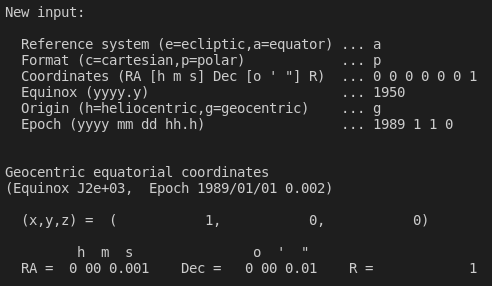 New input:
Reference system (e=ecliptic,a=equator) ... a
Format (c=cartesian,p=polar) ... p
Coordinates (RA [h m s] Dec [o ' "] R) ... 0 0 0 0 0 0 1
Equinox (yyyy.y) ... 1950
Origin (h=heliocentric,g=geocentric) ... g
Epoch (yyyy mm dd hh.h) ... 1989 1 1 0
Geocentric equatorial coordinates
(Equinox J2e+03, Epoch 1989/01/01 0.002)
(x,y,z) = ( 1, 0, 0)
h m s o ' "
RA = 0 00 0.001 Dec = 0 00 0.01 R = 1